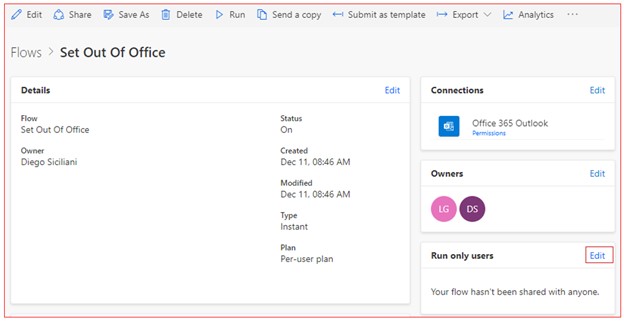 Edit Share Save As Delete Run Send a copy Submit as template Export Analytics ···
Flows > Set Out Of Office
Details Edit
Flow
Set Out Of Office
Owner
Diego Siciliani
Status
On
Created
Dec 11, 08:46 AM
Modified
Dec 11, 08:46 AM
Type
Instant
Plan
Per-user plan
Connections Edit
Office 365 Outlook
Permissions
Owners Edit
LG DS
Run only users Edit
Your flow hasn't been shared with anyone.